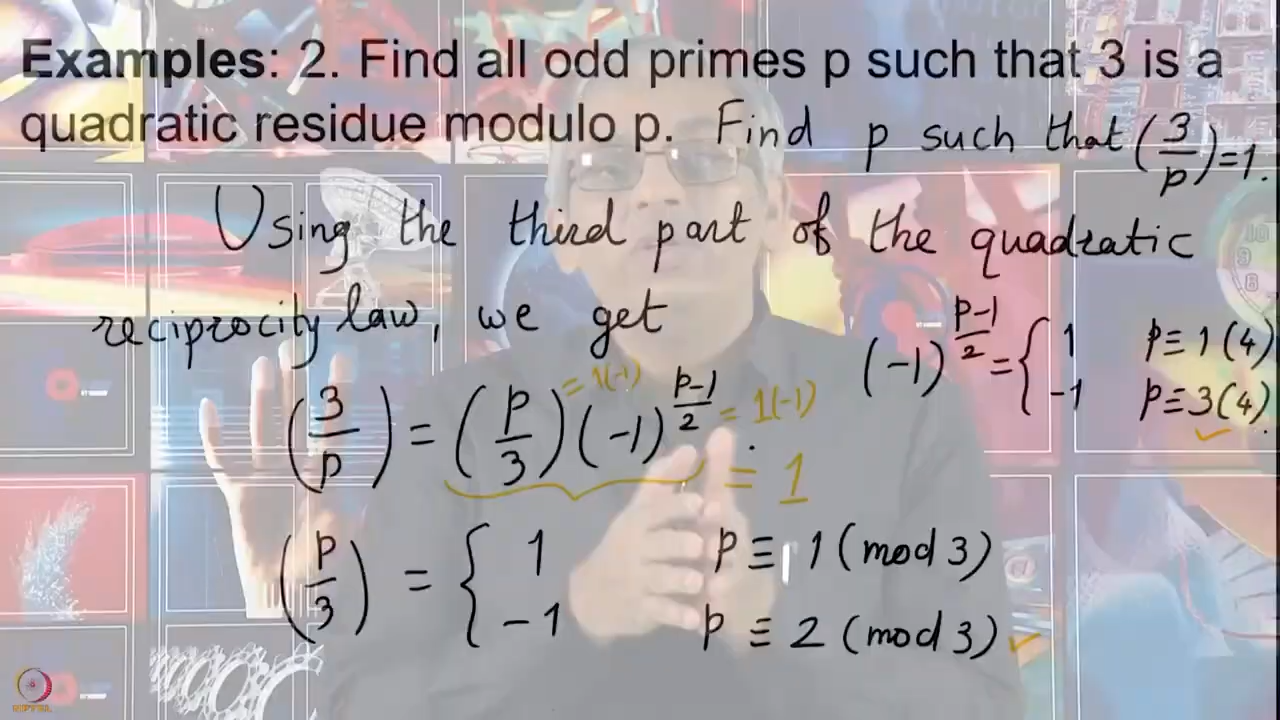 Examples: 2. Find all odd primes p such that 3 is a
quadratic residue modulo p. Find p such that (3/p)=1.
Using the third part of the quadratic
reciprocity law, we get
(-1)^{\frac{p-1}{2}} = { 1 p ≡ 1 (4)
-1 p ≡ 3 (4).
(3/p) = (p/3) = 1(-1) (-1)^{\frac{p-1}{2}} = 1(-1).
= 1
(p/3) = { 1 p ≡ 1 (mod 3)
-1 p ≡ 2 (mod 3) ✓
NPTEL